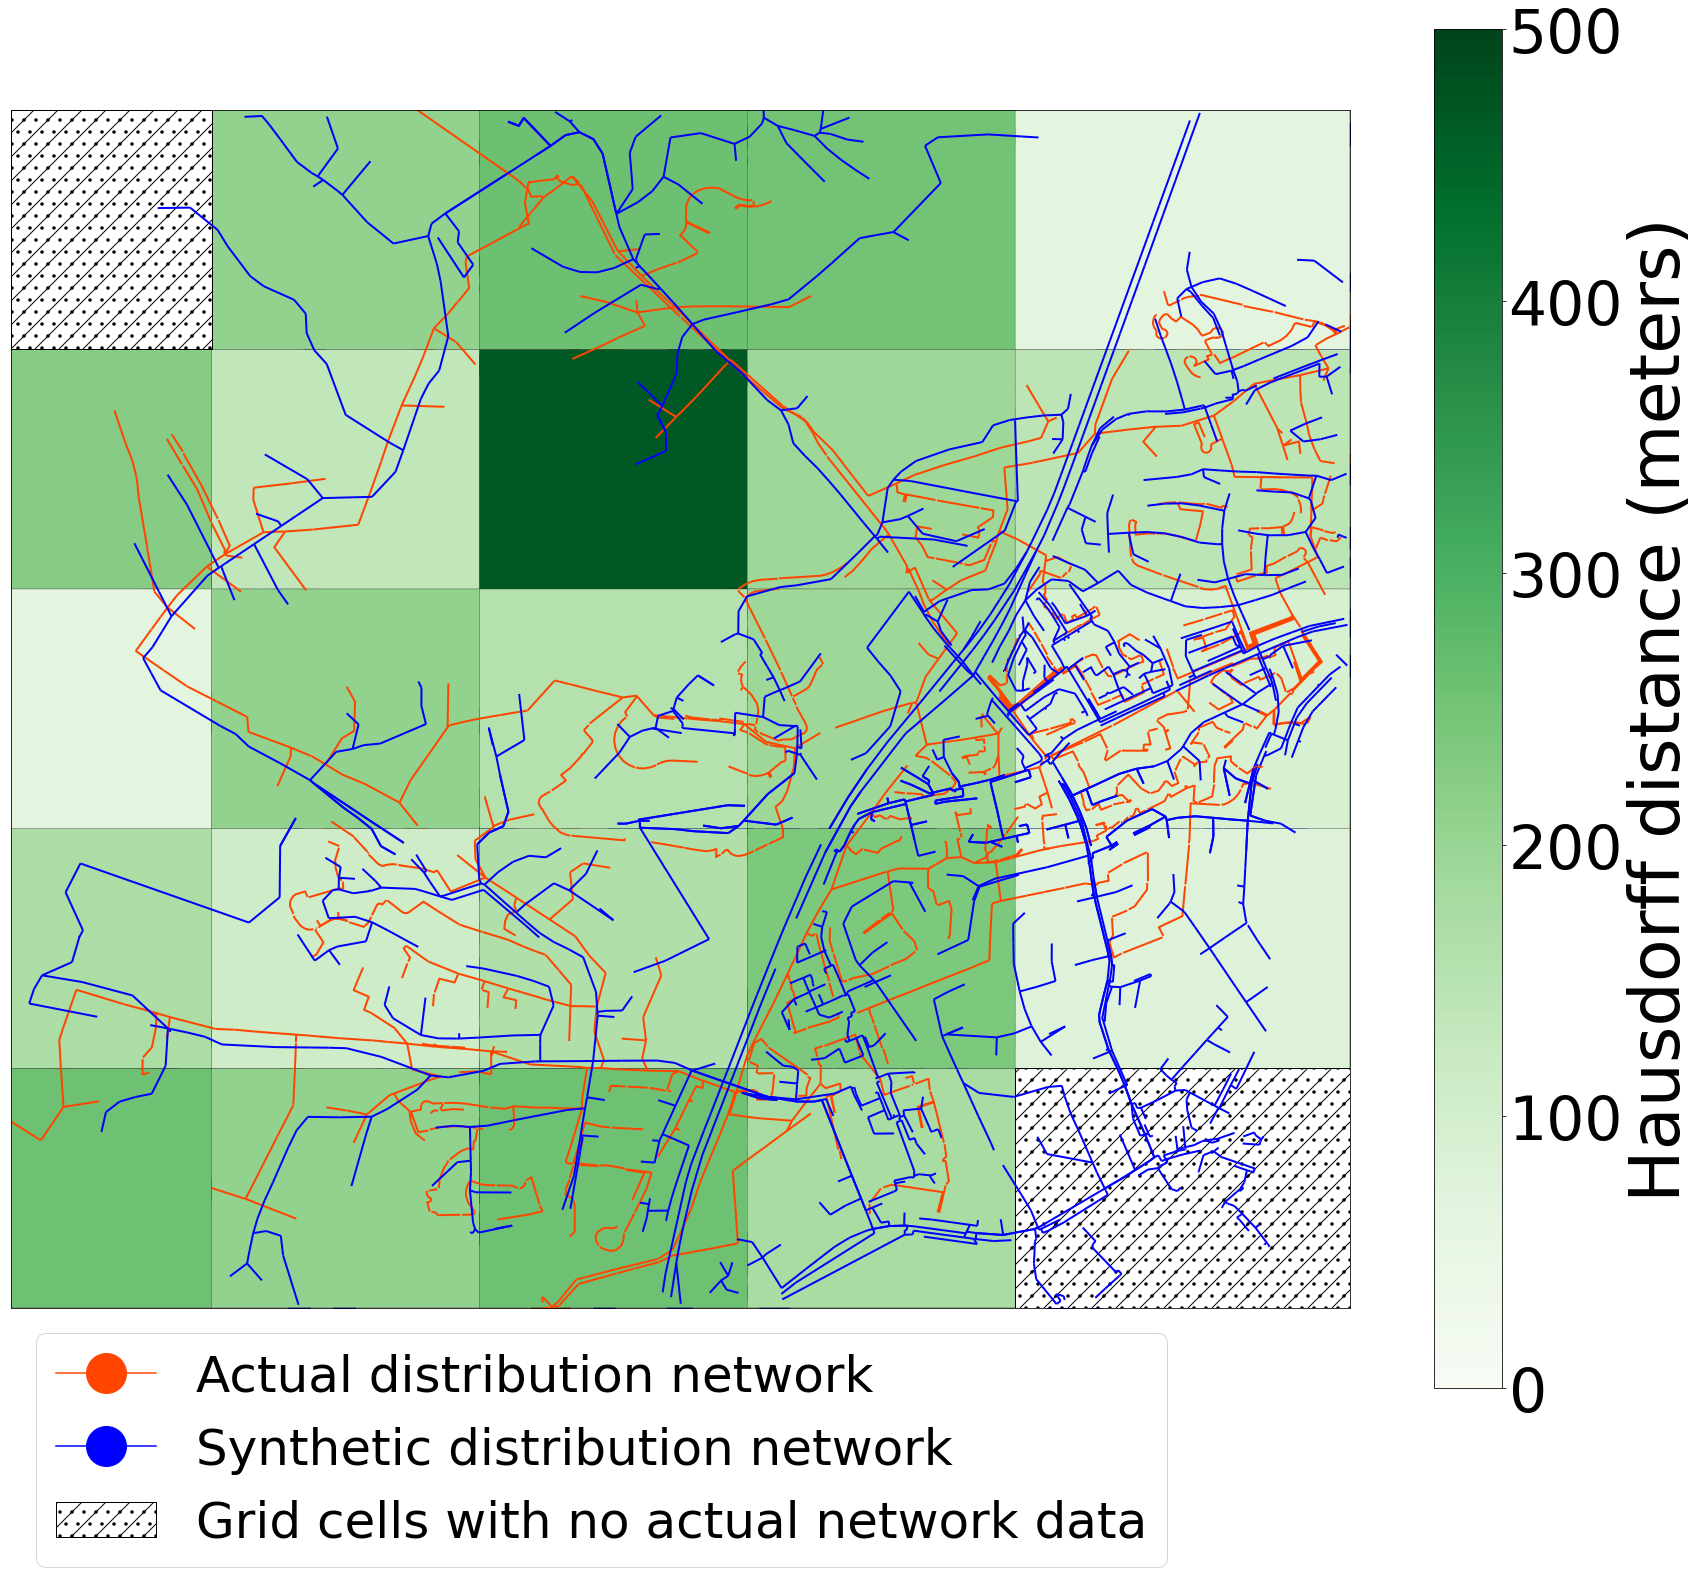 500
400
300
200
100
0
Hausdorff distance (meters)
Actual distribution network
Synthetic distribution network
Grid cells with no actual network data